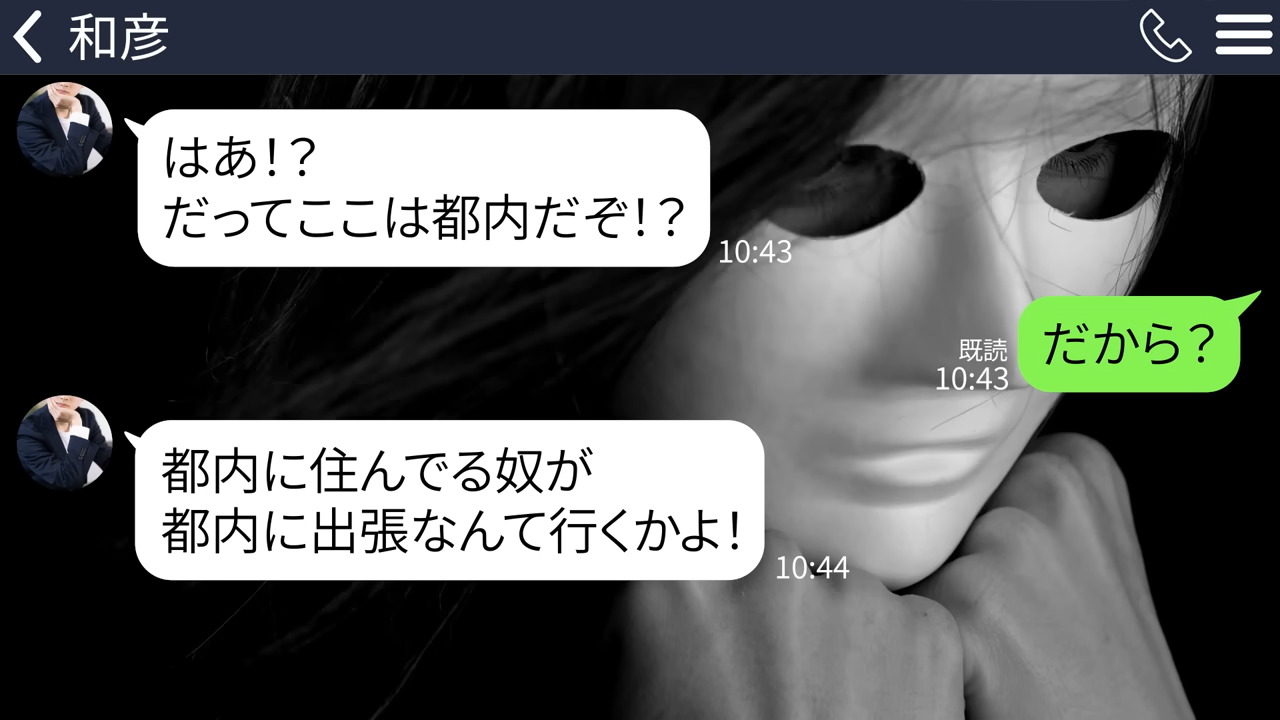 和彦
はあ!?
だってここは都内だぞ!?
10:43
だから?
既読
10:43
都内に住んでる奴が
都内に出張なんて行くかよ!
10:44